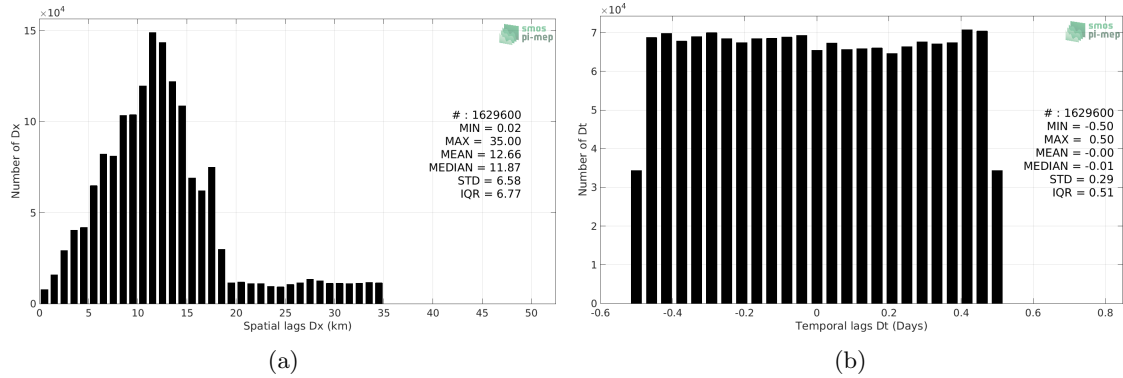 ×10⁴
smos
pi-mep
15
10
5
0
Number of Dx
# : 1629600
MIN = 0.02
MAX = 35.00
MEAN = 12.66
MEDIAN = 11.87
STD = 6.58
IQR = 6.77
0 5 10 15 20 25 30 35 40 45 50
Spatial lags Dx (km)
(a)
×10⁴
smos
pi-mep
7
6
5
4
3
2
1
0
Number of Dt
# : 1629600
MIN = -0.50
MAX = 0.50
MEAN = -0.00
MEDIAN = -0.01
STD = 0.29
IQR = 0.51
-0.6 -0.4 -0.2 0 0.2 0.4 0.6 0.8
Temporal lags Dt (Days)
(b)